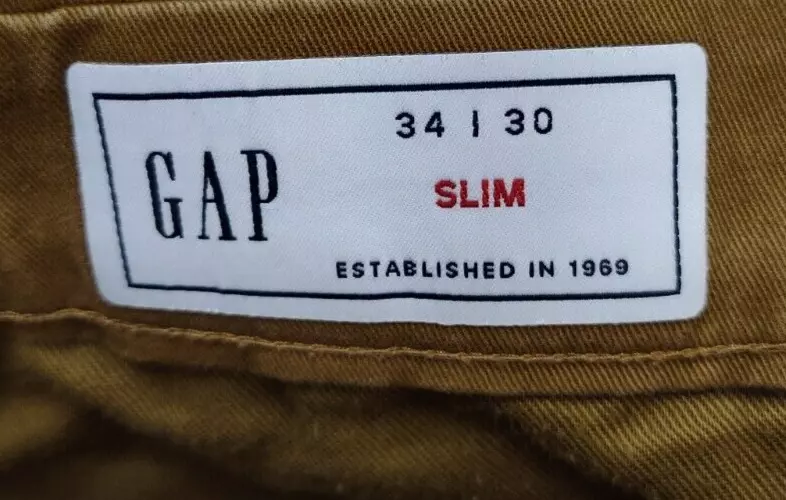 GAP
34 | 30
SLIM
ESTABLISHED IN 1969